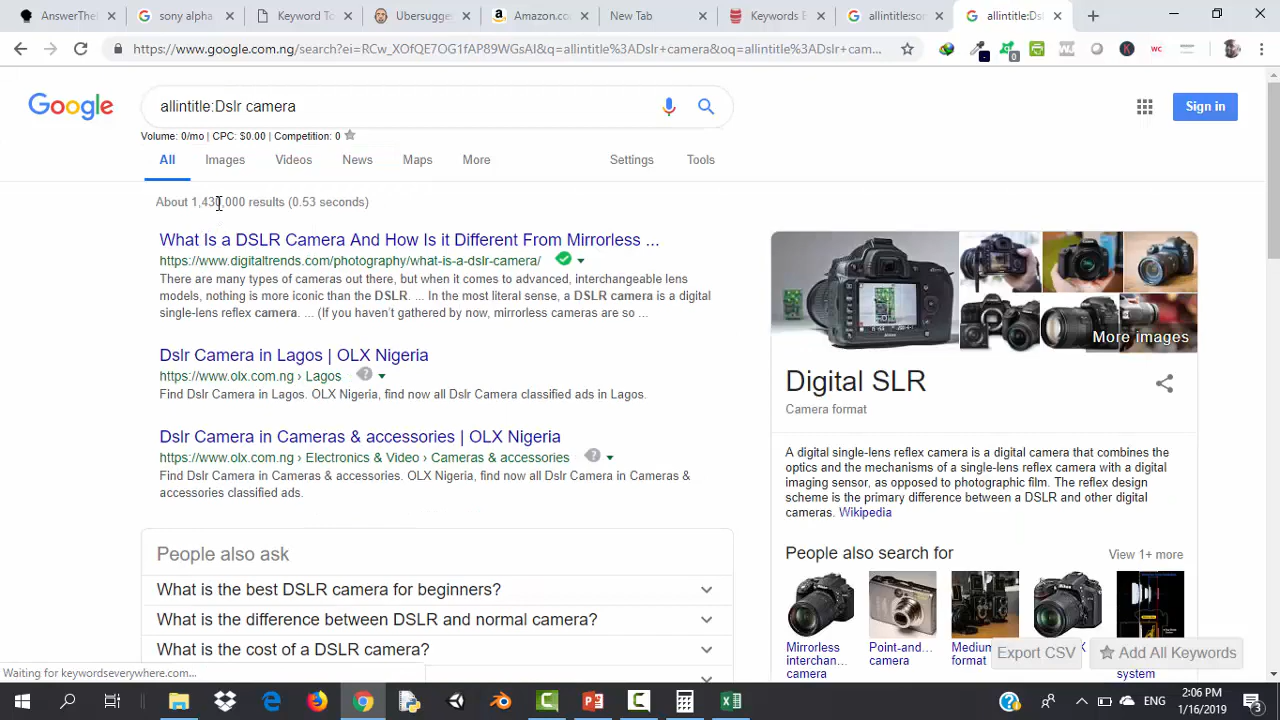 AnswerThe
sony alpha
Keyword To
Ubersugges
Amazon.co
New Tab
Keywords E
allintitle:son
allintitle:Dsl
https://www.google.com.ng/search?ei=RCw_XOfQE7OG1fAP89WGsAI&q=allintitle%3ADslr+camera&oq=allintitle%3ADslr+cam...
Google
allintitle:Dslr camera
Sign in
Volume: 0/mo | CPC: $0.00 | Competition: 0
All
Images
Videos
News
Maps
More
Settings
Tools
About 1,430,000 results (0.53 seconds)
What Is a DSLR Camera And How Is it Different From Mirrorless ...
https://www.digitaltrends.com/photography/what-is-a-dslr-camera/
There are many types of cameras out there, but when it comes to advanced, interchangeable lens
models, nothing is more iconic than the DSLR. ... In the most literal sense, a DSLR camera is a digital
single-lens reflex camera. ... (If you haven't gathered by now, mirrorless cameras are so ...
Dslr Camera in Lagos | OLX Nigeria
https://www.olx.com.ng › Lagos
Find Dslr Camera in Lagos. OLX Nigeria, find now all Dslr Camera classified ads in Lagos.
Dslr Camera in Cameras & accessories | OLX Nigeria
https://www.olx.com.ng › Electronics & Video › Cameras & accessories
Find Dslr Camera in Cameras & accessories. OLX Nigeria, find now all Dslr Camera in Cameras &
accessories classified ads.
People also ask
What is the best DSLR camera for beginners?
What is the difference between DSLR and normal camera?
What is the cost of a DSLR camera?
More images
Digital SLR
Camera format
A digital single-lens reflex camera is a digital camera that combines the
optics and the mechanisms of a single-lens reflex camera with a digital
imaging sensor, as opposed to photographic film. The reflex design
scheme is the primary difference between a DSLR and other digital
cameras. Wikipedia
People also search for
View 1+ more
Mirrorless
interchan...
Point-and...
camera
Medium
format
X
system
Export CSV
Add All Keywords
Waiting for keywordseverywhere.com...
ENG
2:06 PM
1/16/2019
3